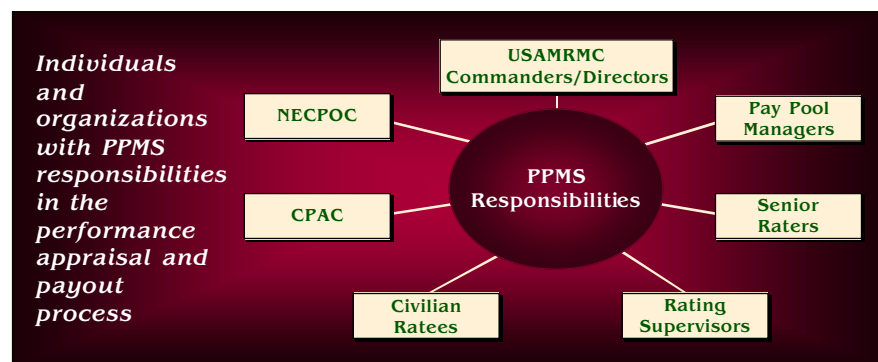 Individuals
and
organizations
with PPMS
responsibilities
in the
performance
appraisal and
payout
process
USAMRMC
Commanders/Directors
NECPOC
Pay Pool
Managers
PPMS
Responsibilities
CPAC
Senior
Raters
Civilian
Ratees
Rating
Supervisors